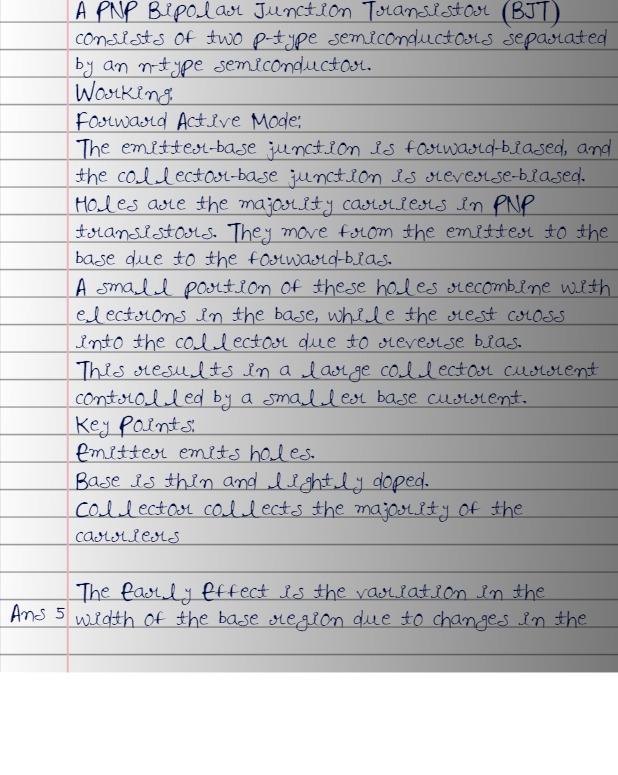 A PNP Bipolar Junction Transistor (BJT)
consists of two p-type semiconductors separated
by an n-type semiconductor.
Working:
Forward Active Mode:
The emitter-base junction is forward-biased, and
the collector-base junction is reverse-biased.
Holes are the majority carriers in PNP
transistors. They move from the emitter to the
base due to the forward-bias.
A small portion of these holes recombine with
electrons in the base, while the rest cross
into the collector due to reverse bias.
This results in a large collector current
controlled by a smaller base current.
Key Points:
Emitter emits holes.
Base is thin and lightly doped.
Collector collects the majority of the
carriers
The Early Effect is the variation in the
Ans 5 width of the base region due to changes in the